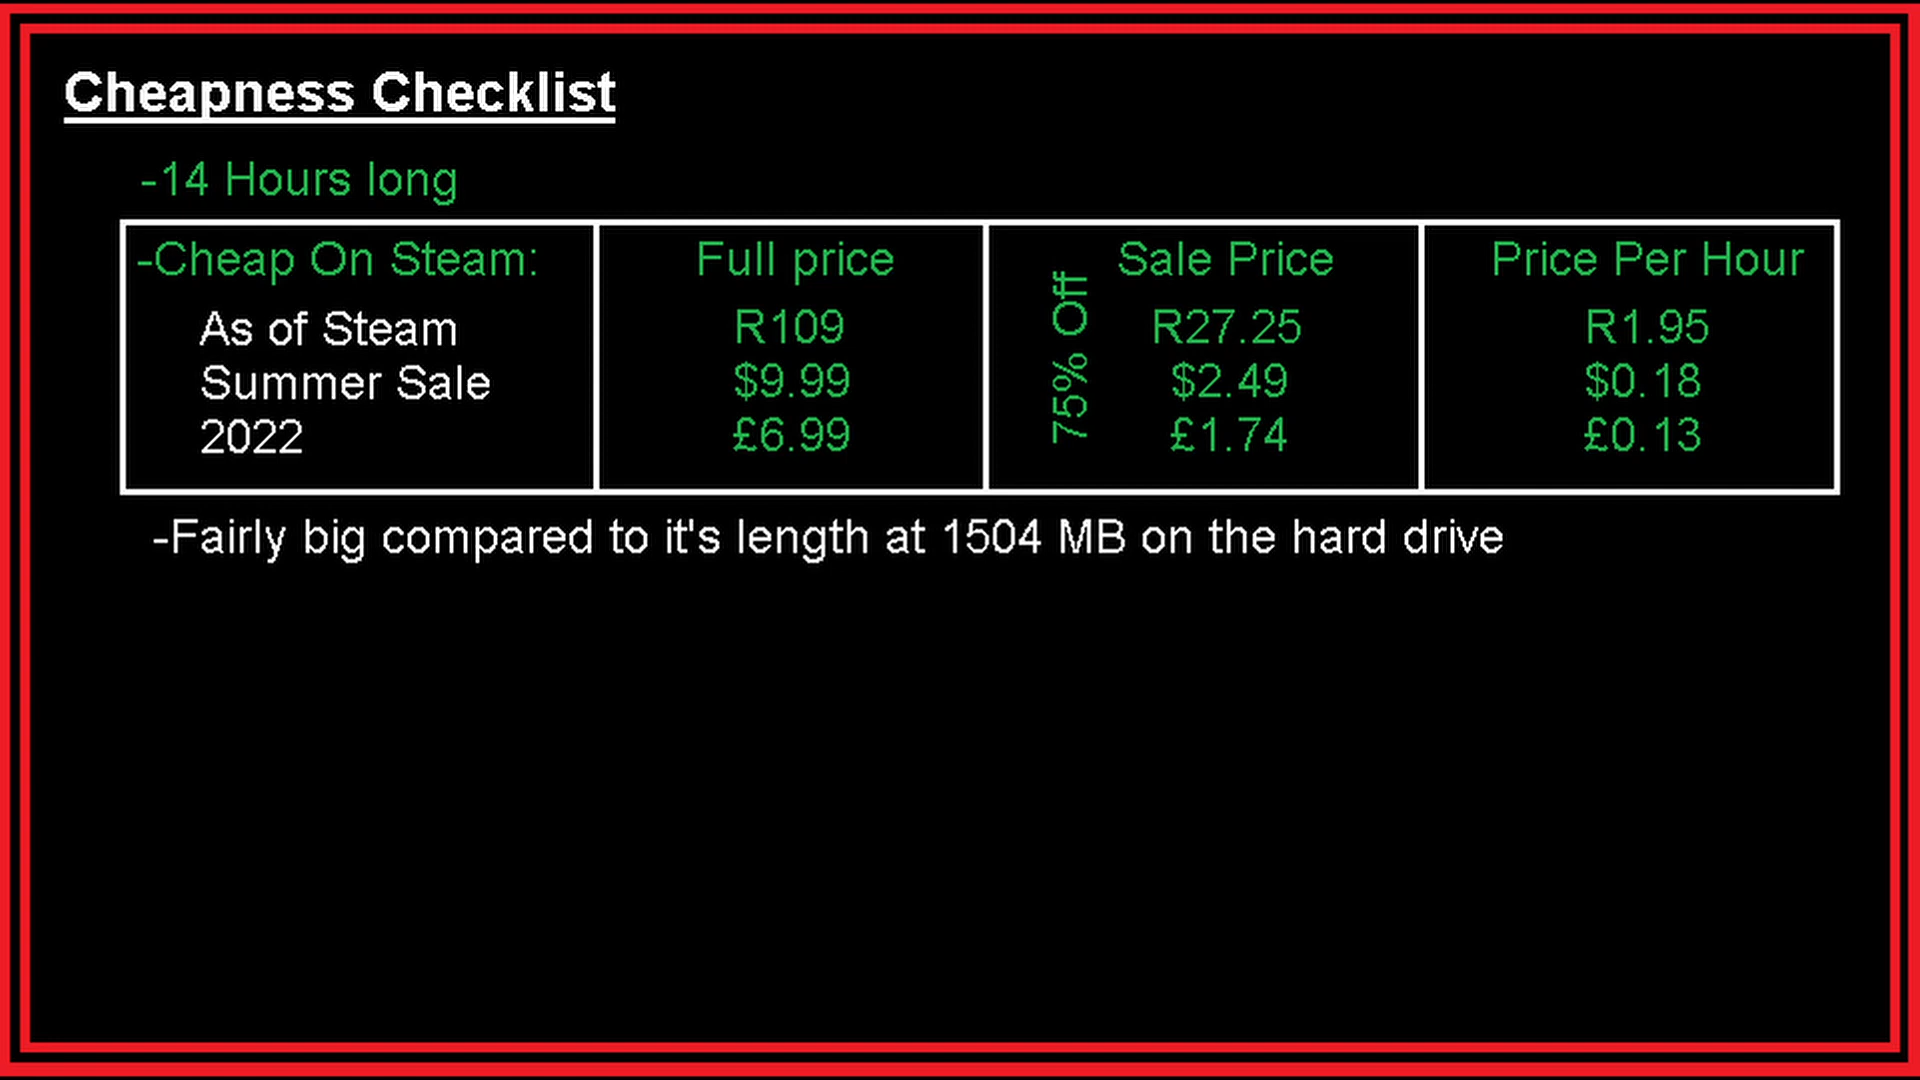 Cheapness Checklist
-14 Hours long
-Cheap On Steam: Full price Sale Price Price Per Hour
As of Steam R109 R27.25 R1.95
Summer Sale $9.99 $2.49 $0.18
2022 £6.99 £1.74 £0.13
75% Off
-Fairly big compared to it's length at 1504 MB on the hard drive